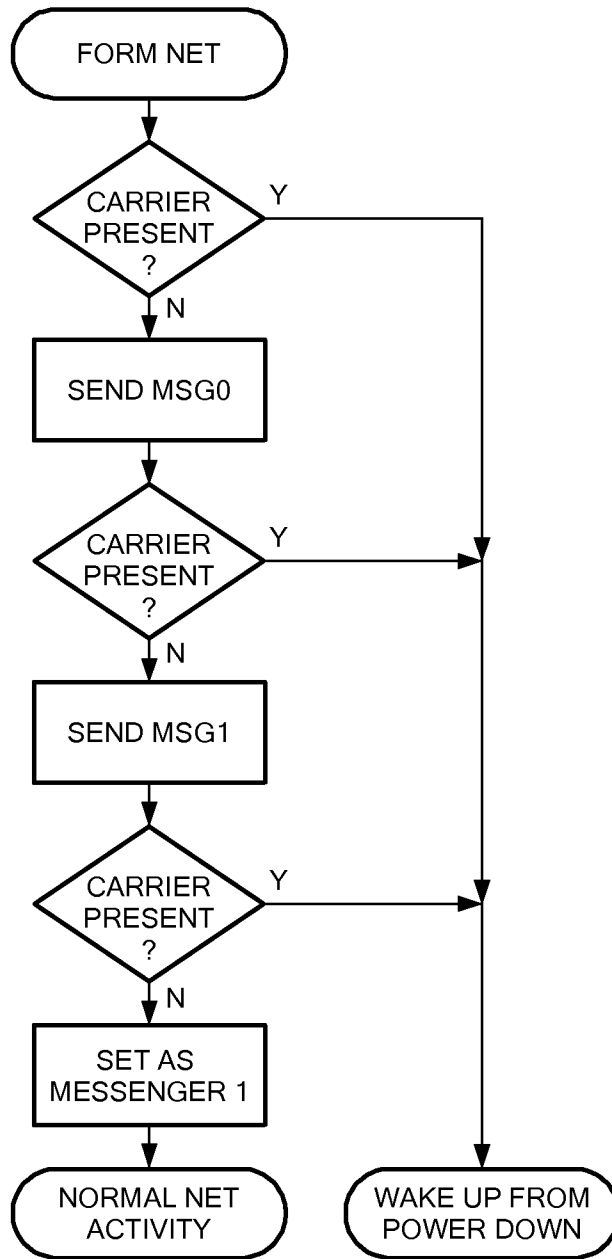 FORM NET
CARRIER
PRESENT
?
Y
N
SEND MSG0
CARRIER
PRESENT
?
Y
N
SEND MSG1
CARRIER
PRESENT
?
Y
N
SET AS
MESSENGER 1
NORMAL NET
ACTIVITY
WAKE UP FROM
POWER DOWN